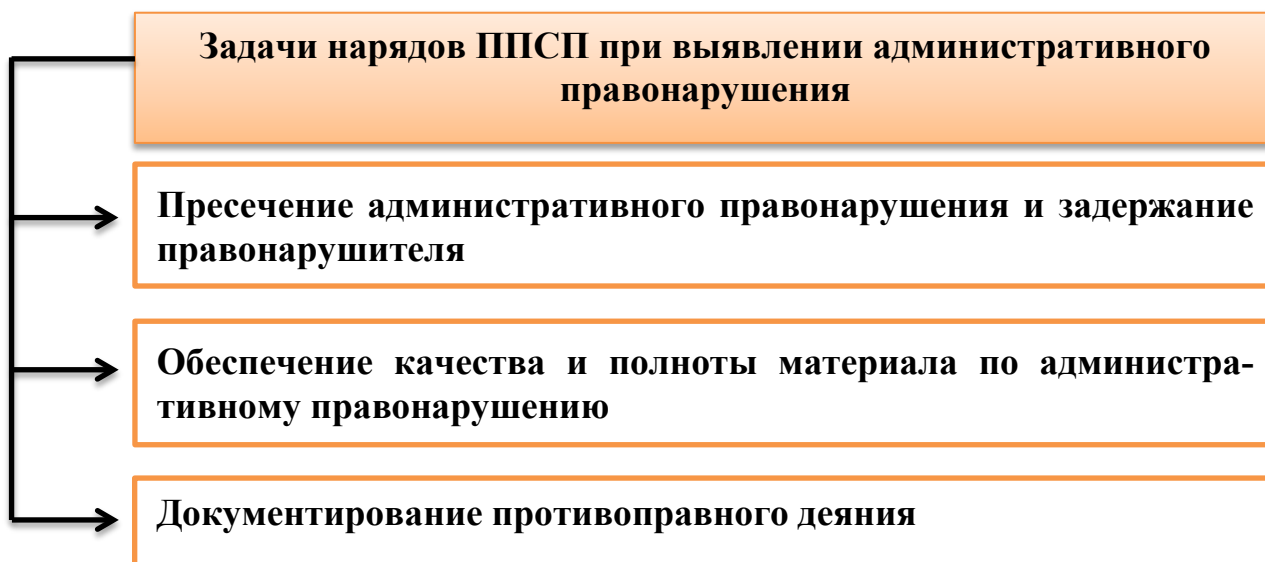 Задачи нарядов ППСП при выявлении административного
правонарушения
Пресечение административного правонарушения и задержание
правонарушителя
Обеспечение качества и полноты материала по администра-
тивному правонарушению
Документирование противоправного деяния